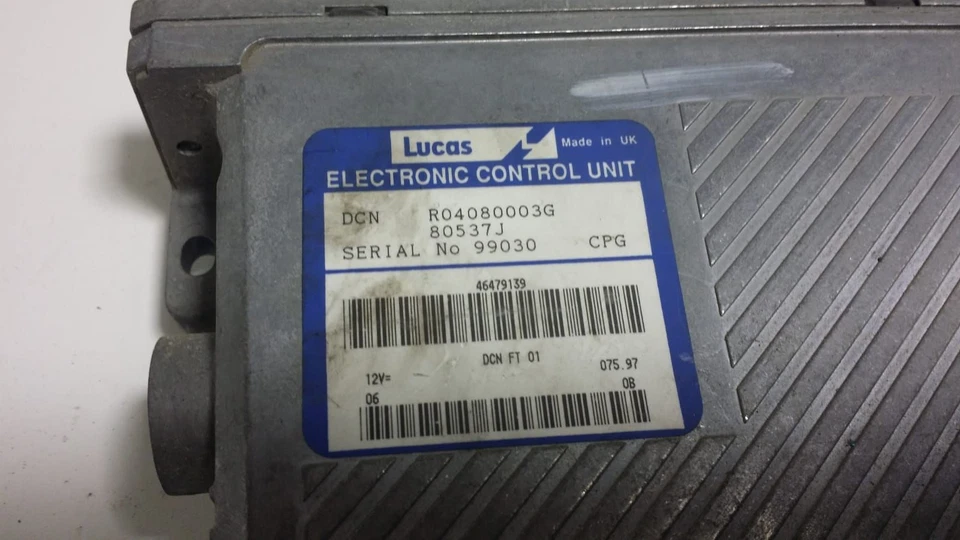 Lucas Made in UK
ELECTRONIC CONTROL UNIT
DCN R04080003G
80537J
SERIAL No 99030 CPG
46479139
DCN FT 01
12V= 075.97
06 0B